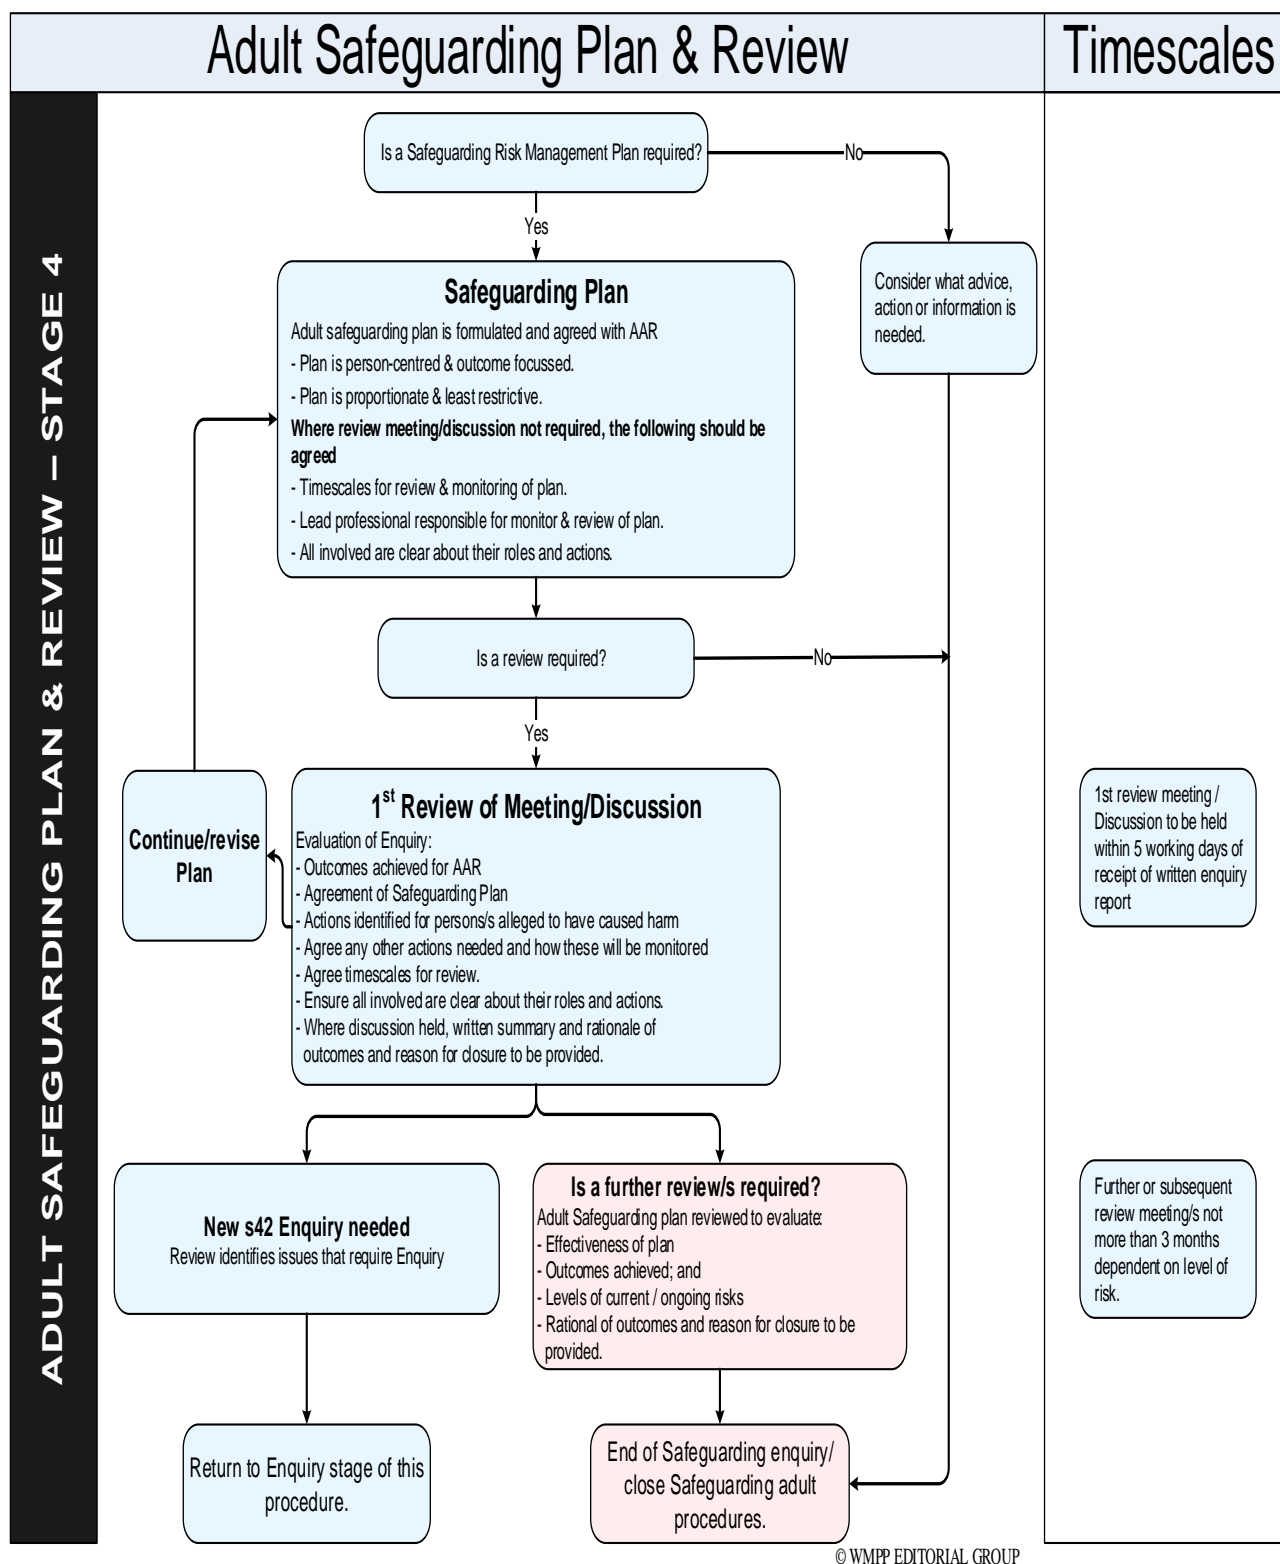 Adult Safeguarding Plan & Review
Timescales
ADULT SAFEGUARDING PLAN & REVIEW – STAGE 4
Is a Safeguarding Risk Management Plan required?
No
Yes
Consider what advice,
action or information is
needed.
Safeguarding Plan
Adult safeguarding plan is formulated and agreed with AAR
- Plan is person-centred & outcome focussed.
- Plan is proportionate & least restrictive.
Where review meeting/discussion not required, the following should be
agreed
- Timescales for review & monitoring of plan.
- Lead professional responsible for monitor & review of plan.
- All involved are clear about their roles and actions.
Is a review required?
No
Yes
Continue/revise
Plan
1st Review of Meeting/Discussion
Evaluation of Enquiry:
- Outcomes achieved for AAR
- Agreement of Safeguarding Plan
- Actions identified for persons/s alleged to have caused harm
- Agree any other actions needed and how these will be monitored
- Agree timescales for review.
- Ensure all involved are clear about their roles and actions.
- Where discussion held, written summary and rationale of
outcomes and reason for closure to be provided.
1st review meeting /
Discussion to be held
within 5 working days of
receipt of written enquiry
report
New s42 Enquiry needed
Review identifies issues that require Enquiry
Is a further review/s required?
Adult Safeguarding plan reviewed to evaluate:
- Effectiveness of plan
- Outcomes achieved; and
- Levels of current / ongoing risks
- Rational of outcomes and reason for closure to be
provided.
Further or subsequent
review meeting/s not
more than 3 months
dependent on level of
risk.
Return to Enquiry stage of this
procedure.
End of Safeguarding enquiry/
close Safeguarding adult
procedures.
© WMPP EDITORIAL GROUP